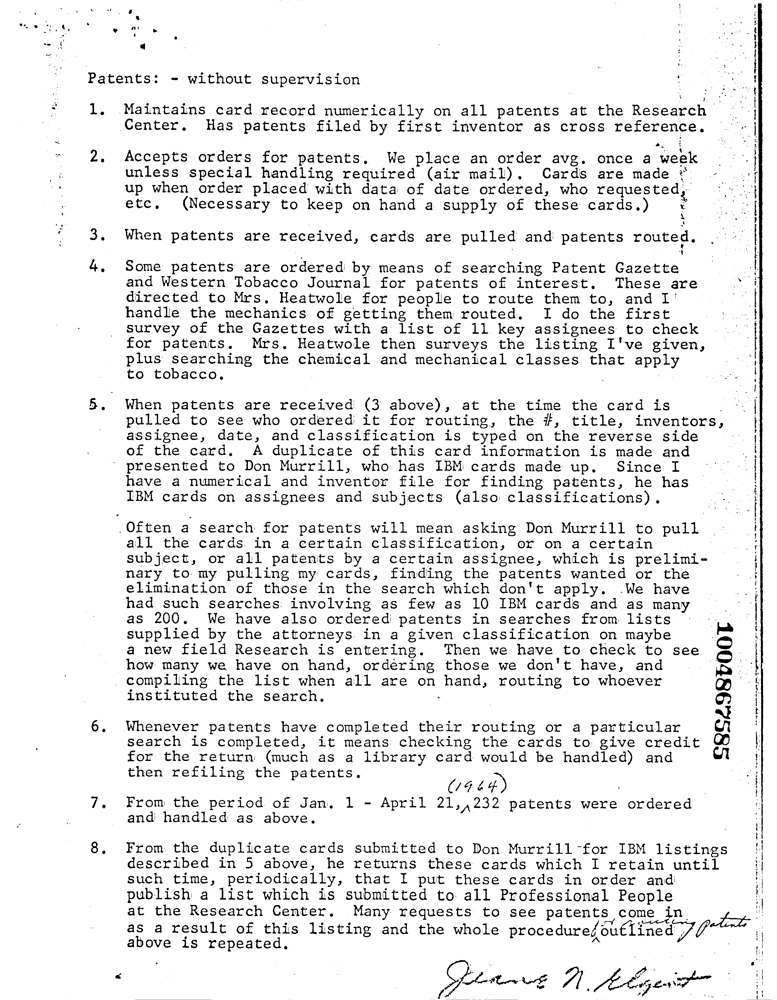 Patents: - without supervision
1. Maintains card record numerically on all patents at the Research
Center. Has patents filed by first inventor as cross reference.
2. Accepts orders for patents. We place an order avg. once a week
unless special handling required (air mail). Cards are made
up when order placed with data of date ordered, who requested,
etc. (Necessary to keep on hand a supply of these cards.)
3. When patents are received, cards are pulled and patents routed.
4. Some patents are ordered by means of searching Patent Gazette
and Western Tobacco Journal for patents of interest. These are
directed to Mrs. Heatwole for people to route them to, and I
handle the mechanics of getting them routed. I do the first
survey of the Gazettes with a list of 11 key assignees to check
for patents. Mrs. Heatwole then surveys the listing I've given,
plus searching the chemical and mechanical classes that apply
to tobacco.
5. When patents are received (3 above), at the time the card is
pulled to see who ordered it for routing, the #, title, inventors,
assignee, date, and classification is typed on the reverse side
of the card. A duplicate of this card information is made and
presented to Don Murrill, who has IBM cards made up. Since I
have a numerical and inventor file for finding patents, he has
IBM cards on assignees and subjects (also classifications).
Often a search for patents will mean asking Don Murrill to pull
all the cards in a certain classification, or on a certain
subject, or all patents by a certain assignee, which is prelimi-
nary to my pulling my cards, finding the patents wanted or the
elimination of those in the search which don't apply. We have
had such searches involving as few as 10 IBM cards and as many
as 200. We have also ordered patents in searches from lists
supplied by the attorneys in a given classification on maybe
a new field Research is entering. Then we have to check to see
how many we have on hand, ordering those we don't have, and
compiling the list when all are on hand, routing to whoever
instituted the search.
1004867585
6. Whenever patents have completed their routing or a particular
search is completed, it means checking the cards to give credit
for the return (much as a library card would be handled) and
then refiling the patents.
(1964)
7. From the period of Jan. 1 - April 21, 232 patents were ordered
and handled as above.
8. From the duplicate cards submitted to Don Murrill for IBM listings
described in 5 above, he returns these cards which I retain until
such time, periodically, that I put these cards in order and
publish a list which is submitted to all Professional People
at the Research Center. Many requests to see patents come in
of routing patents
as a result of this listing and the whole procedure outlined
above is repeated.